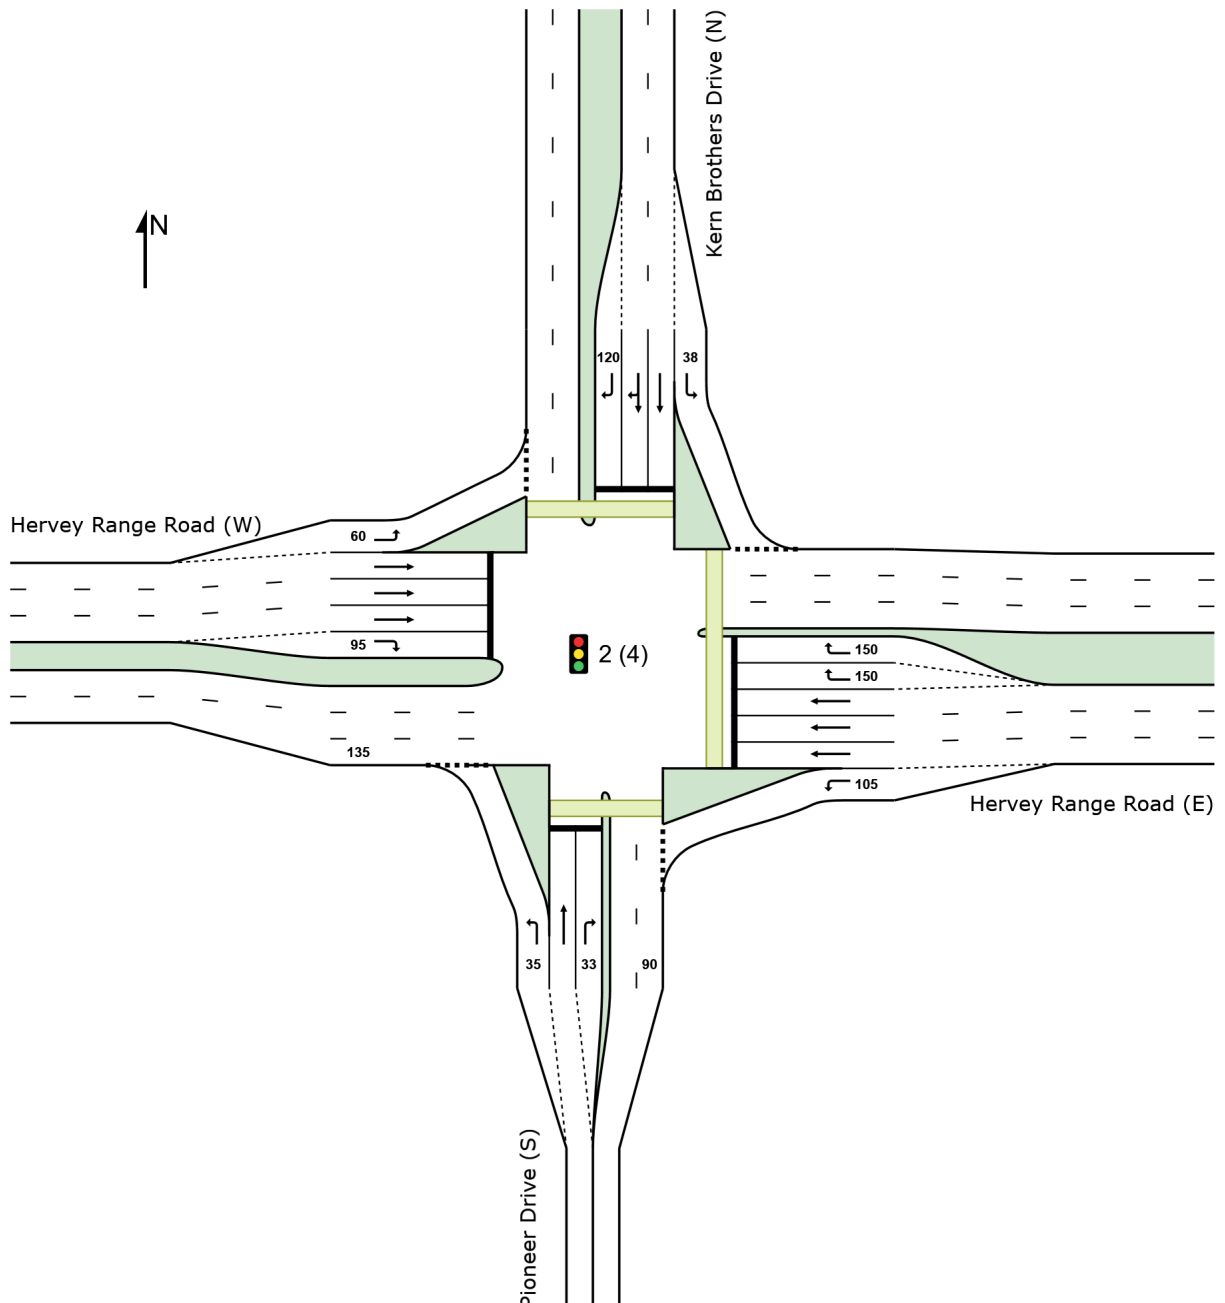 Kern Brothers Drive (N)
N
120
38
Hervey Range Road (W)
60
95
2 (4)
150
150
135
105
Hervey Range Road (E)
35
33
90
Pioneer Drive (S)